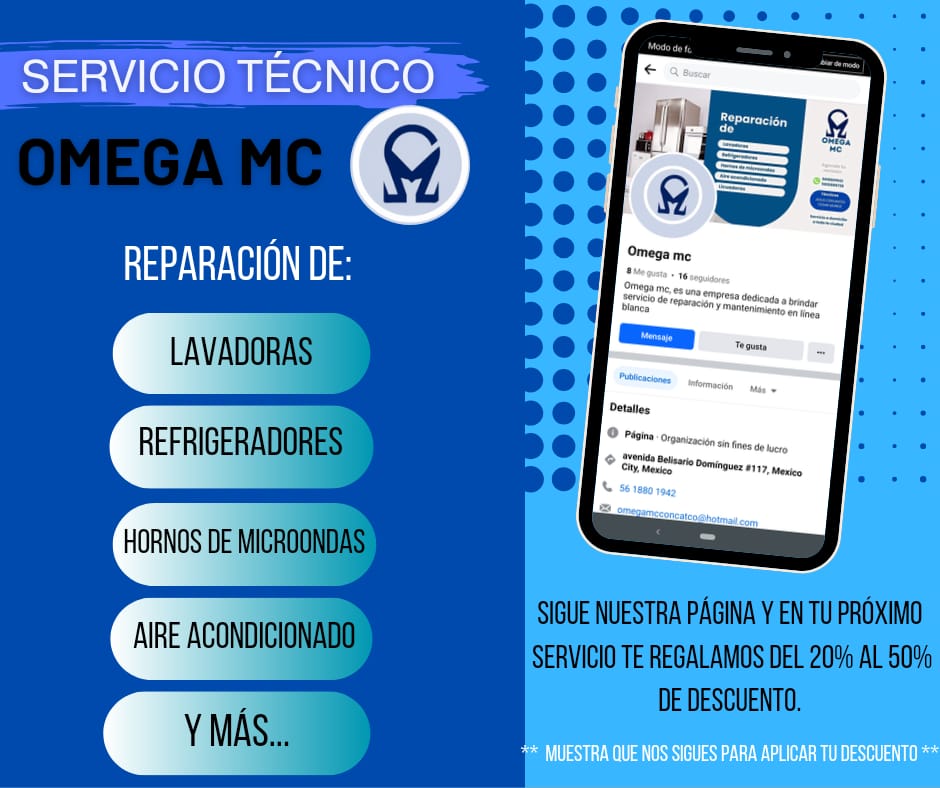 SERVICIO TÉCNICO
OMEGA MC
REPARACIÓN DE:
LAVADORAS
REFRIGERADORES
HORNOS DE MICROONDAS
AIRE ACONDICIONADO
Y MÁS...
Modo de
biar de modo
Buscar
Reparación
de
Lavadoras
Refrigeradores
Hornos de microondas
Aire acondicionado
Licuadoras
OMEGA
MC
Servicio a domicilio
a toda la ciudad
Omega mc
8 Me gusta • 16 seguidores
Omega mc, es una empresa dedicada a brindar
servicio de reparación y mantenimiento en línea
blanca
Mensaje
Te gusta
...
Publicaciones
Información
Más
Detalles
Página · Organización sin fines de lucro
avenida Belisario Domínguez #117, Mexico
City, Mexico
56 1880 1942
omegamcconcatco@hotmail.com
SIGUE NUESTRA PÁGINA Y EN TU PRÓXIMO
SERVICIO TE REGALAMOS DEL 20% AL 50%
DE DESCUENTO.
** MUESTRA QUE NOS SIGUES PARA APLICAR TU DESCUENTO **